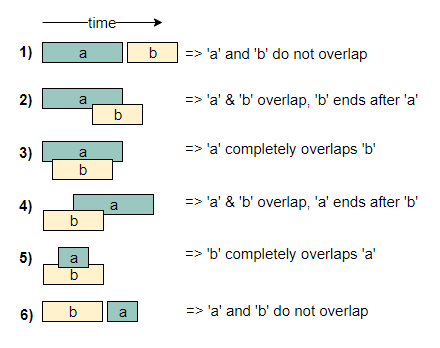 time
1) a b => 'a' and 'b' do not overlap
2) a => 'a' & 'b' overlap, 'b' ends after 'a'
b
3) a => 'a' completely overlaps 'b'
b
4) a => 'a' & 'b' overlap, 'a' ends after 'b'
b
5) a => 'b' completely overlaps 'a'
b
6) b a => 'a' and 'b' do not overlap